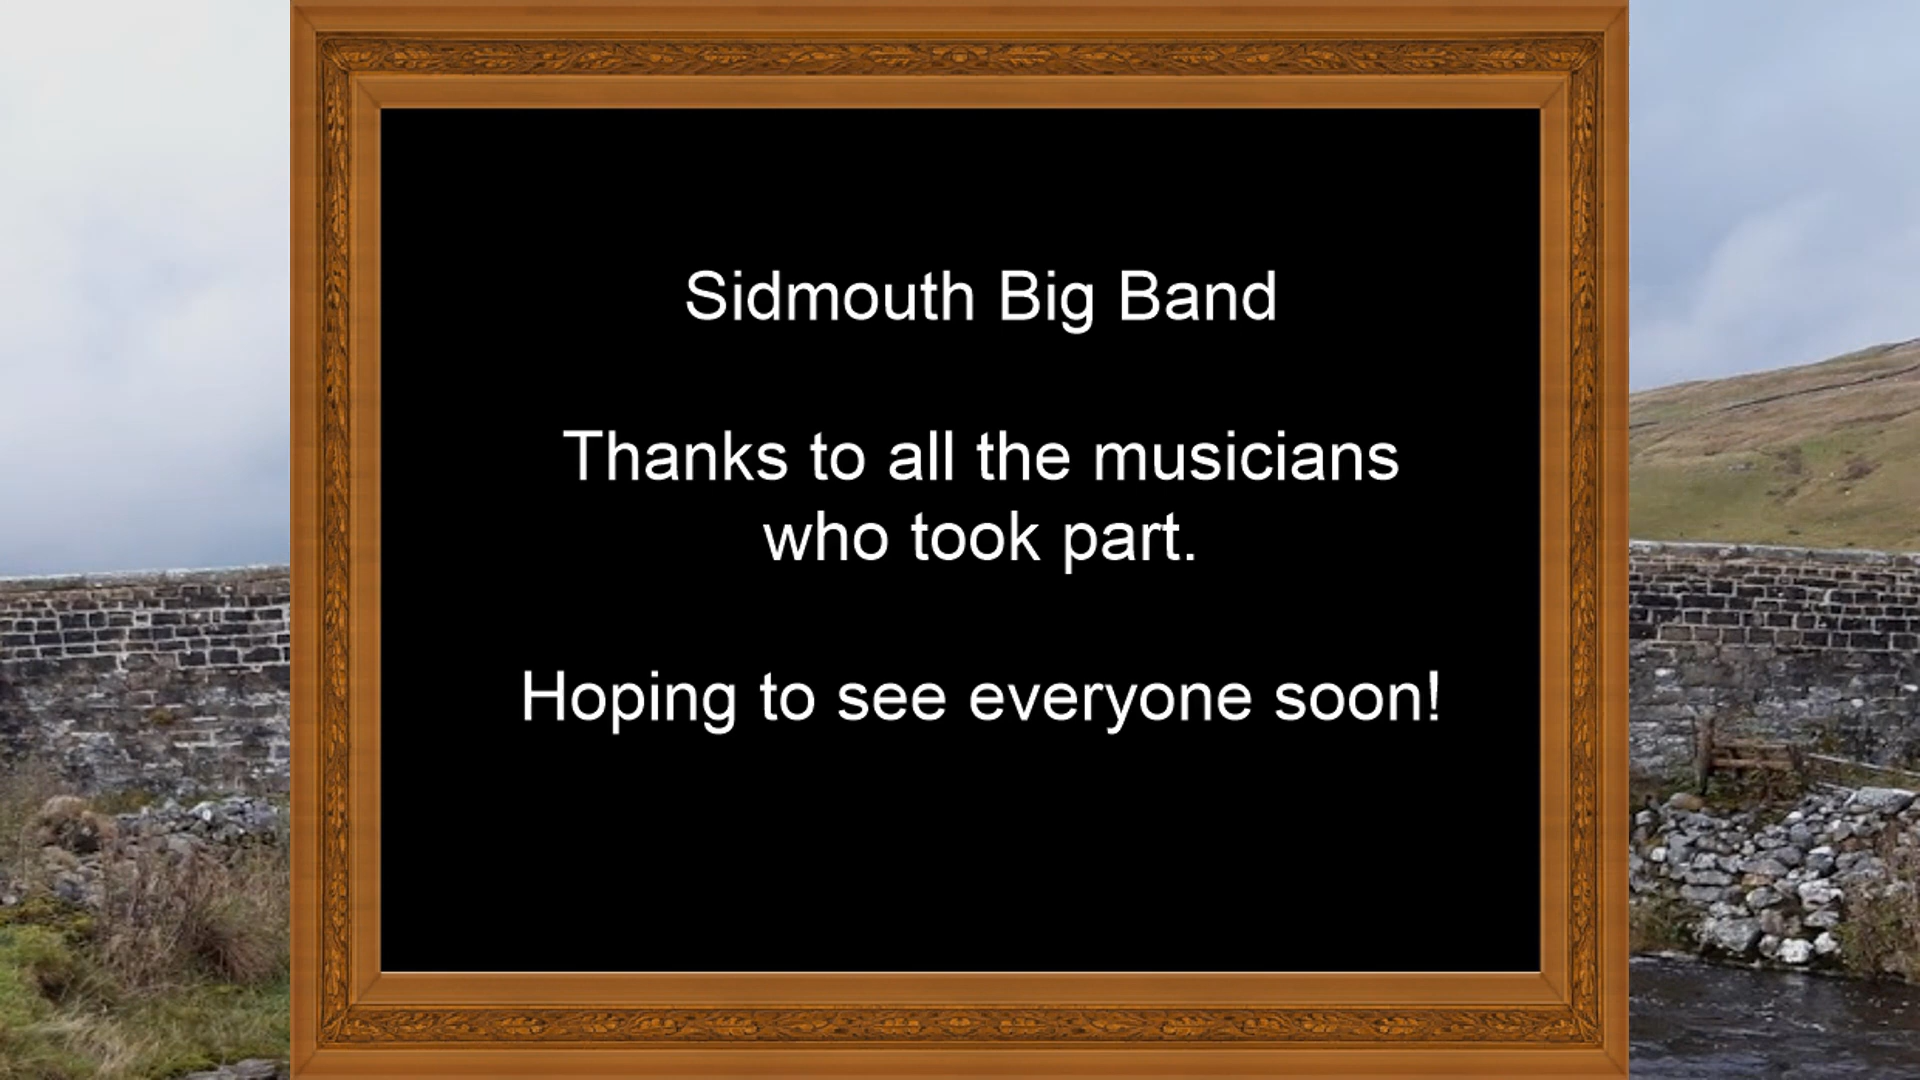 Sidmouth Big Band
Thanks to all the musicians
who took part.
Hoping to see everyone soon!